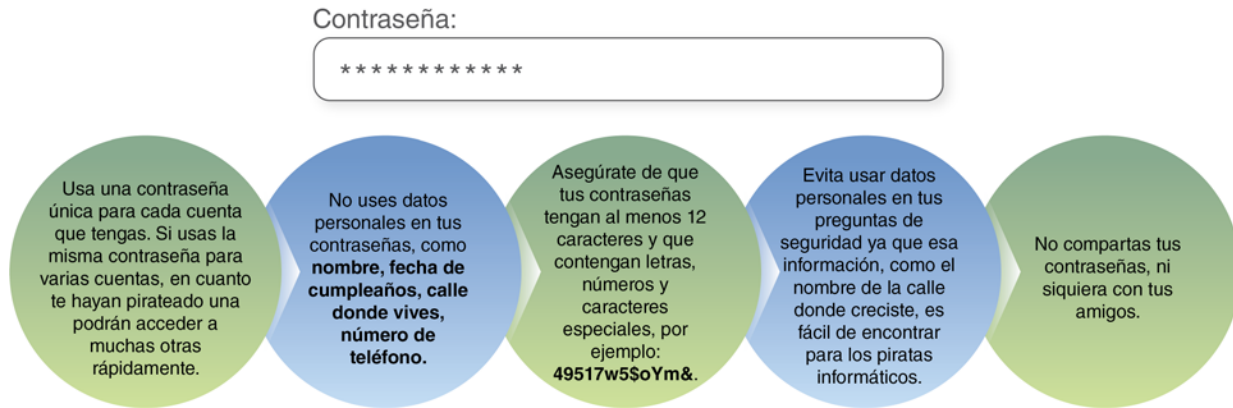 Contraseña:
************
Usa una contraseña
única para cada cuenta
que tengas. Si usas la
misma contraseña para
varias cuentas, en cuanto
te hayan pirateado una
podrán acceder a
muchas otras
rápidamente.
No uses datos
personales en tus
contraseñas, como
nombre, fecha de
cumpleaños, calle
donde vives,
número de
teléfono.
Asegúrate de que
tus contraseñas
tengan al menos 12
caracteres y que
contengan letras,
números y
caracteres
especiales, por
ejemplo:
49517w5$oYm&.
Evita usar datos
personales en tus
preguntas de
seguridad ya que esa
información, como el
nombre de la calle
donde creciste, es
fácil de encontrar
para los piratas
informáticos.
No compartas tus
contraseñas, ni
siquiera con tus
amigos.